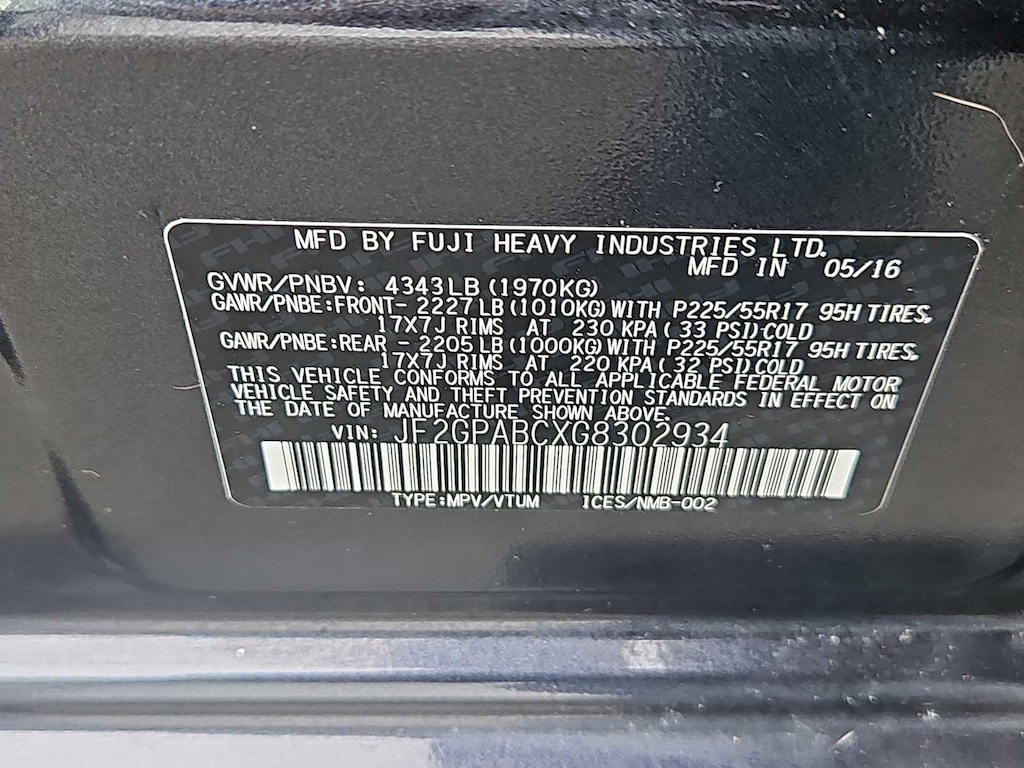 MFD BY FUJI HEAVY INDUSTRIES LTD.
MFD IN 05/16
GVWR/PNBV: 4343LB (1970KG)
GAWR/PNBE:FRONT- 2227LB(1010KG)WITH P225/55R17 95H TIRES,
17X7J RIMS AT 230 KPA( 33 PSI)COLD
GAWR/PNBE:REAR - 2205LB(1000KG)WITH P225/55R17 95H TIRES,
17X7J RIMS AT 220 KPA( 32 PSI)COLD
THIS VEHICLE CONFORMS TO ALL APPLICABLE FEDERAL MOTOR
VEHICLE SAFETY AND THEFT PREVENTION STANDARDS IN EFFECT ON
THE DATE OF MANUFACTURE SHOWN ABOVE.
VIN: JF2GPABCXG8302934
TYPE:MPV/VTUM ICES/NMB-002